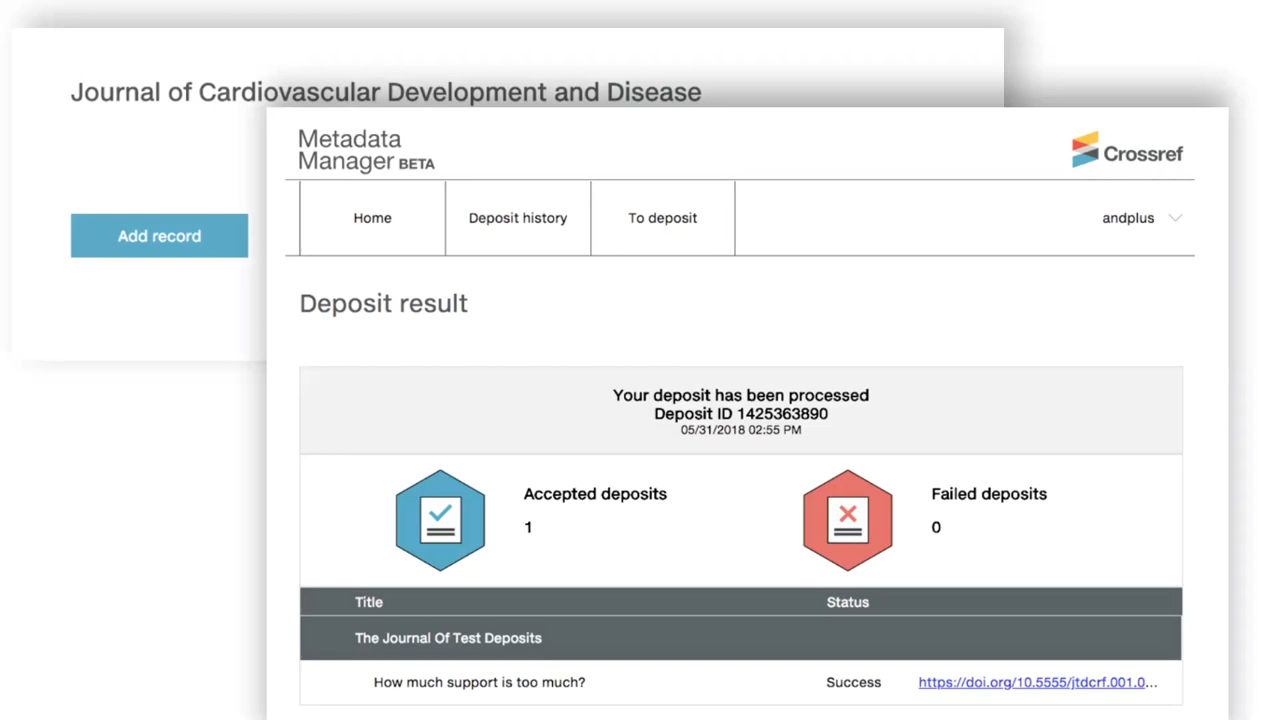 Journal of Cardiovascular Development and Disease
Add record
Metadata
Manager BETA
Crossref
Home
Deposit history
To deposit
andplus
Deposit result
Your deposit has been processed
Deposit ID 1425363890
05/31/2018 02:55 PM
Accepted deposits
1
Failed deposits
0
Title Status
The Journal Of Test Deposits
How much support is too much? Success https://doi.org/10.5555/jtdcrf.001.0...